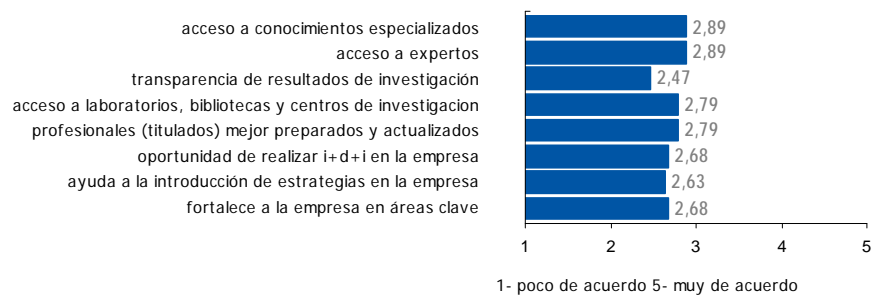 acceso a conocimientos especializados 2,89
acceso a expertos 2,89
transparencia de resultados de investigación 2,47
acceso a laboratorios, bibliotecas y centros de investigacion 2,79
profesionales (titulados) mejor preparados y actualizados 2,79
oportunidad de realizar i+d+i en la empresa 2,68
ayuda a la introducción de estrategias en la empresa 2,63
fortalece a la empresa en áreas clave 2,68
1 2 3 4 5
1- poco de acuerdo 5- muy de acuerdo